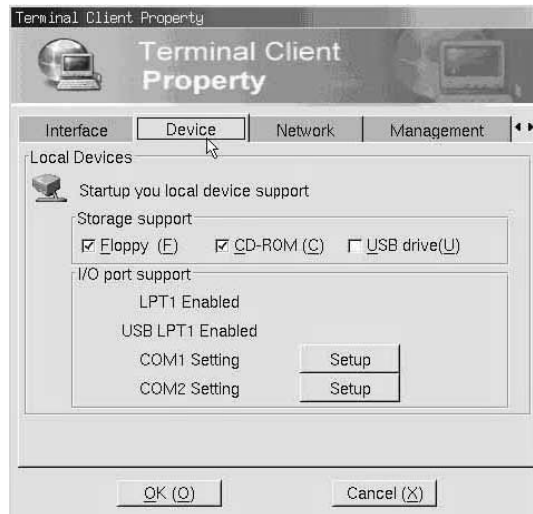 Terminal Client Property
Terminal Client
Property
Interface Device Network Management
Local Devices
Startup you local device support
Storage support
Floppy (F) CD-ROM (C) USB drive(U)
I/O port support
LPT1 Enabled
USB LPT1 Enabled
COM1 Setting Setup
COM2 Setting Setup
OK (O) Cancel (X)